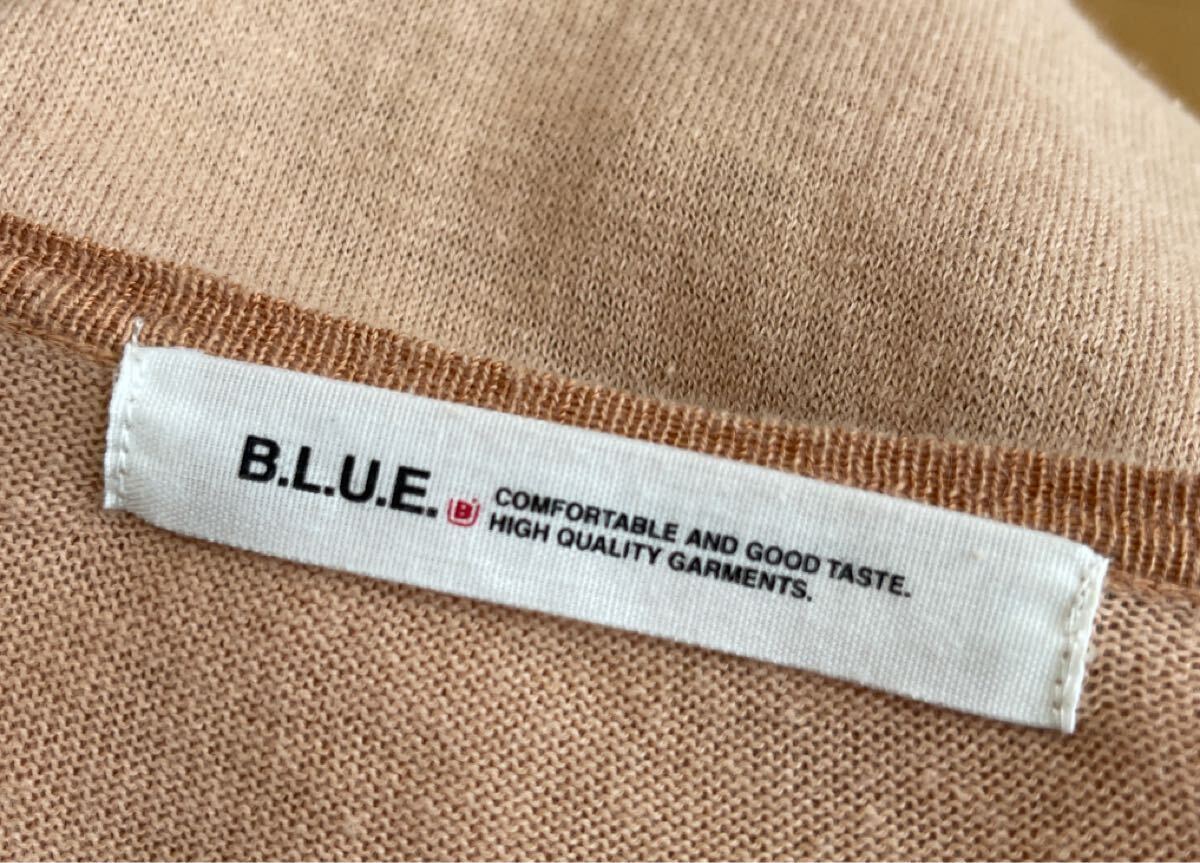 B.L.U.E. B COMFORTABLE AND GOOD TASTE.
HIGH QUALITY GARMENTS.